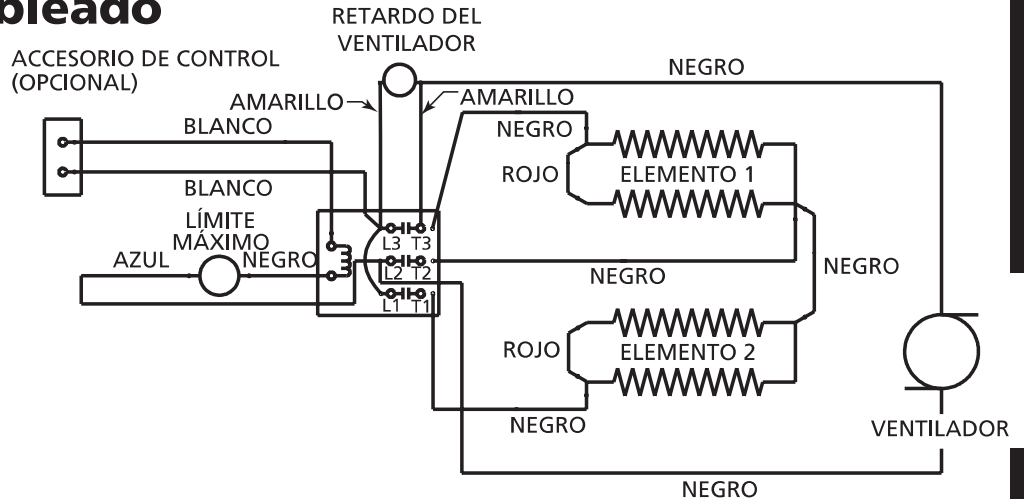 bleado
RETARDO DEL
VENTILADOR
ACCESORIO DE CONTROL
(OPCIONAL)
NEGRO
AMARILLO
AMARILLO
BLANCO
NEGRO
ROJO
ELEMENTO 1
BLANCO
LÍMITE
MÁXIMO
L3 T3
AZUL
NEGRO
L2 T2
NEGRO
NEGRO
L1 T1
ROJO
ELEMENTO 2
NEGRO
VENTILADOR
NEGRO